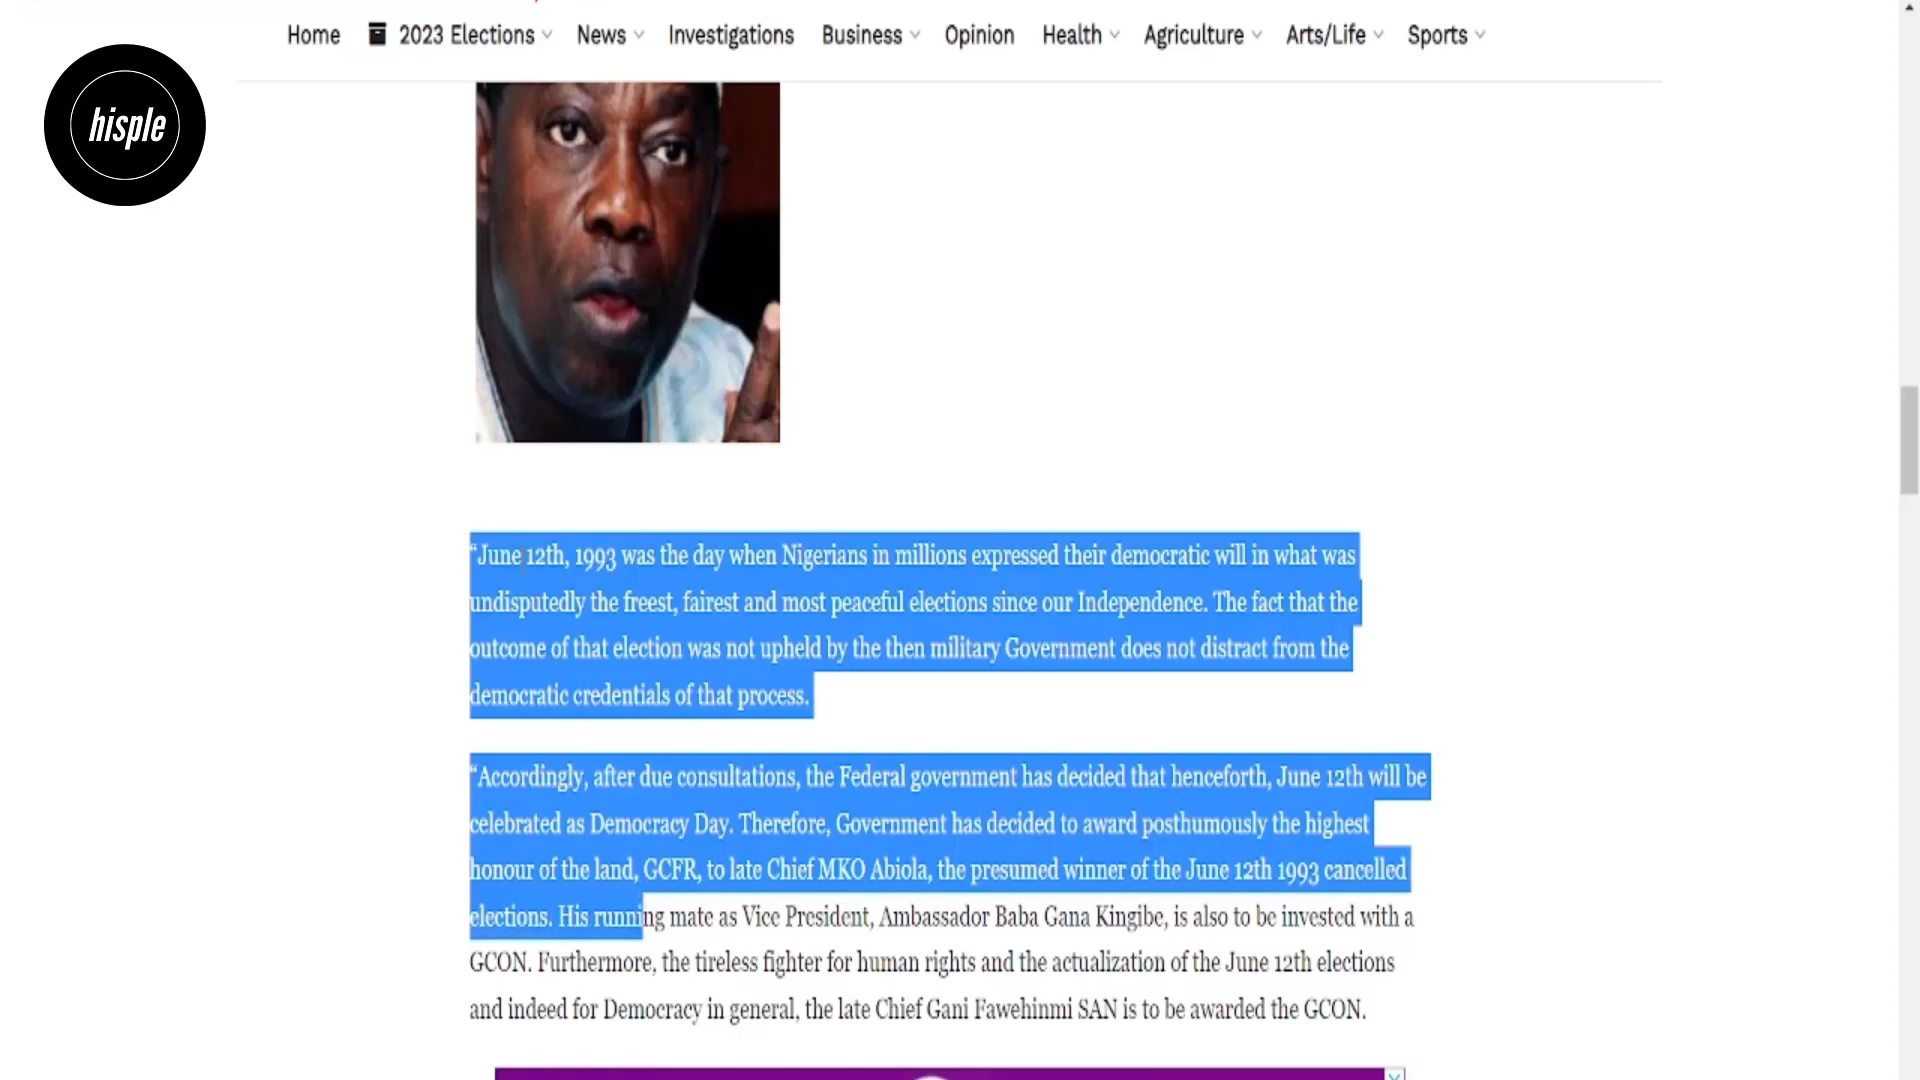 Home 2023 Elections News Investigations Business Opinion Health Agriculture Arts/Life Sports
hisple
“June 12th, 1993 was the day when Nigerians in millions expressed their democratic will in what was
undisputedly the freest, fairest and most peaceful elections since our Independence. The fact that the
outcome of that election was not upheld by the then military Government does not distract from the
democratic credentials of that process.
“Accordingly, after due consultations, the Federal government has decided that henceforth, June 12th will be
celebrated as Democracy Day. Therefore, Government has decided to award posthumously the highest
honour of the land, GCFR, to late Chief MKO Abiola, the presumed winner of the June 12th 1993 cancelled
elections. His running mate as Vice President, Ambassador Baba Gana Kingibe, is also to be invested with a
GCON. Furthermore, the tireless fighter for human rights and the actualization of the June 12th elections
and indeed for Democracy in general, the late Chief Gani Fawehinmi SAN is to be awarded the GCON.